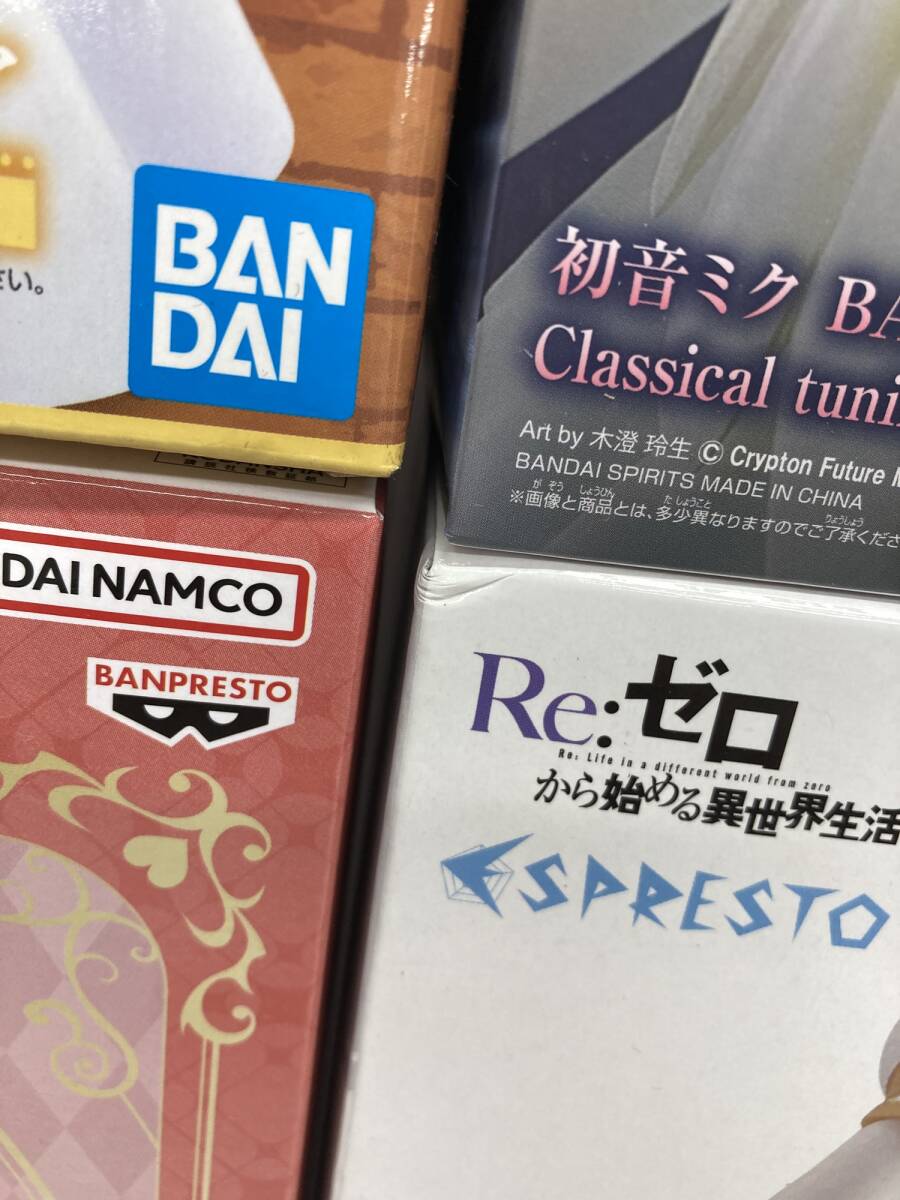 さい。
BAN
DAI
初音ミク BA
Classical tuni
Art by 木澄 玲生 © Crypton Future M
BANDAI SPIRITS MADE IN CHINA
※画像と商品とは、多少異なりますのでご了承くださ
DAI NAMCO
BANPRESTO
Re:ゼロ
Re: Life in a different world from zero
から始める異世界生活
ESPRESTO